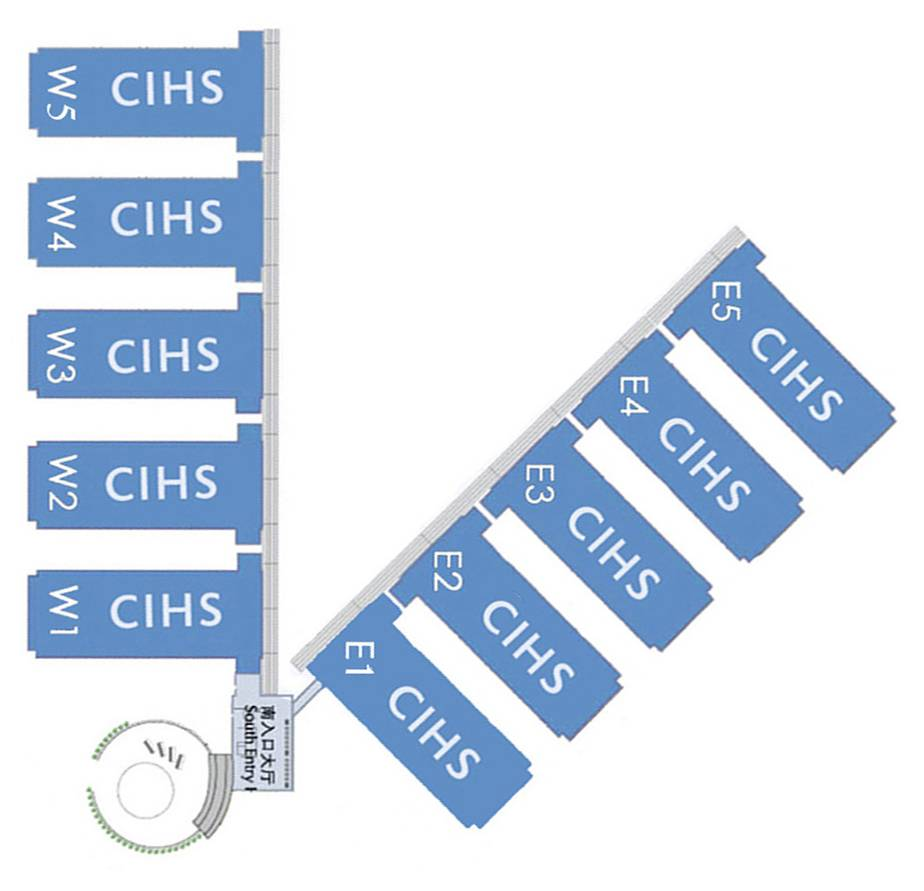 W5
CIHS
W4
CIHS
W3
CIHS
W2
CIHS
W1
CIHS
E5
CIHS
E4
CIHS
E3
CIHS
E2
CIHS
E1
CIHS
南入口大厅
South Entry